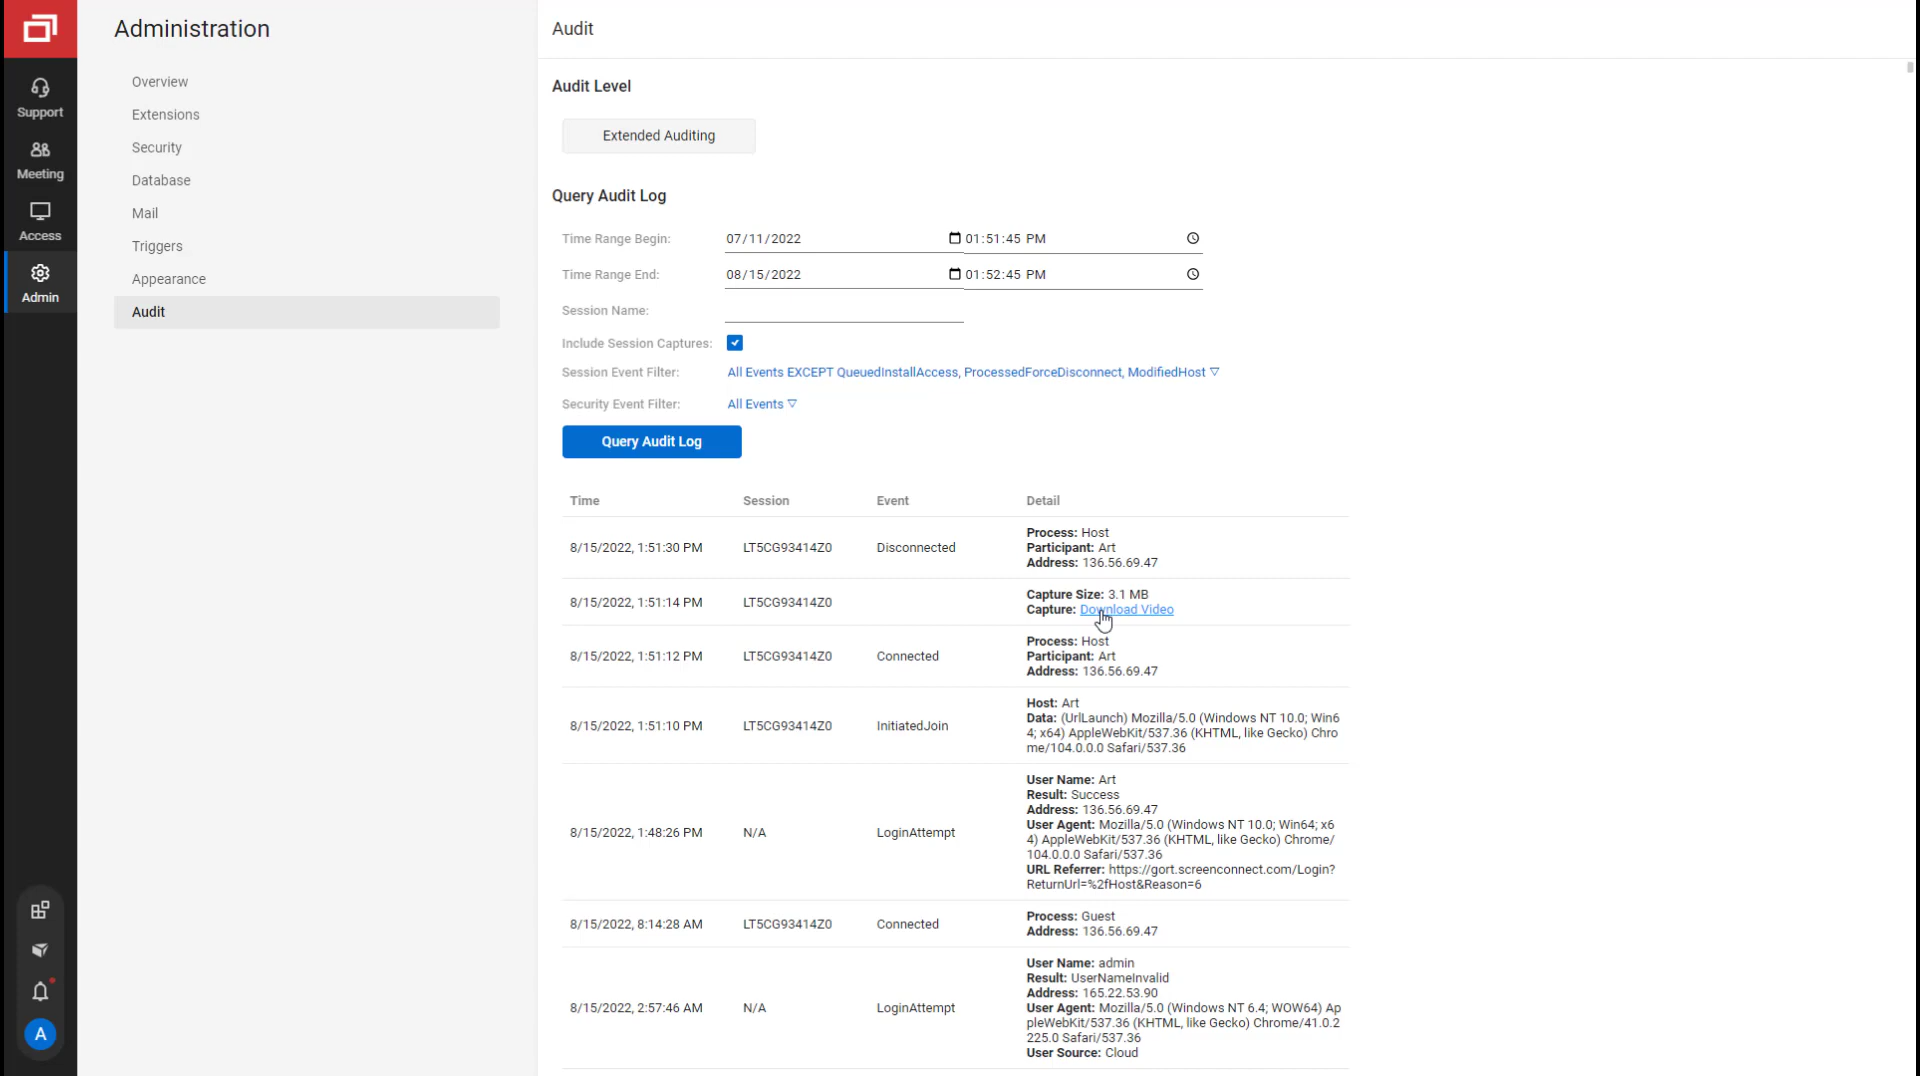 Administration
Audit
Support
Meeting
Access
Admin
A
Overview
Extensions
Security
Database
Mail
Triggers
Appearance
Audit
Audit Level
Extended Auditing
Query Audit Log
Time Range Begin: 07/11/2022 01:51:45 PM
Time Range End: 08/15/2022 01:52:45 PM
Session Name:
Include Session Captures:
Session Event Filter: All Events EXCEPT QueuedInstallAccess, ProcessedForceDisconnect, ModifiedHost ▽
Security Event Filter: All Events ▽
Query Audit Log
Time Session Event Detail
8/15/2022, 1:51:30 PM LT5CG93414Z0 Disconnected
Process: Host
Participant: Art
Address: 136.56.69.47
8/15/2022, 1:51:14 PM LT5CG93414Z0
Capture Size: 3.1 MB
Capture: Download Video
8/15/2022, 1:51:12 PM LT5CG93414Z0 Connected
Process: Host
Participant: Art
Address: 136.56.69.47
8/15/2022, 1:51:10 PM LT5CG93414Z0 InitiatedJoin
Host: Art
Data: (UrlLaunch) Mozilla/5.0 (Windows NT 10.0; Win6
4; x64) AppleWebKit/537.36 (KHTML, like Gecko) Chro
me/104.0.0.0 Safari/537.36
8/15/2022, 1:48:26 PM N/A LoginAttempt
User Name: Art
Result: Success
Address: 136.56.69.47
User Agent: Mozilla/5.0 (Windows NT 10.0; Win64; x6
4) AppleWebKit/537.36 (KHTML, like Gecko) Chrome/
104.0.0.0 Safari/537.36
URL Referrer: https://gort.screenconnect.com/Login?
ReturnUrl=%2fHost&Reason=6
8/15/2022, 8:14:28 AM LT5CG93414Z0 Connected
Process: Guest
Address: 136.56.69.47
8/15/2022, 2:57:46 AM N/A LoginAttempt
User Name: admin
Result: UserNameInvalid
Address: 165.22.53.90
User Agent: Mozilla/5.0 (Windows NT 6.4; WOW64) Ap
pleWebKit/537.36 (KHTML, like Gecko) Chrome/41.0.2
225.0 Safari/537.36
User Source: Cloud